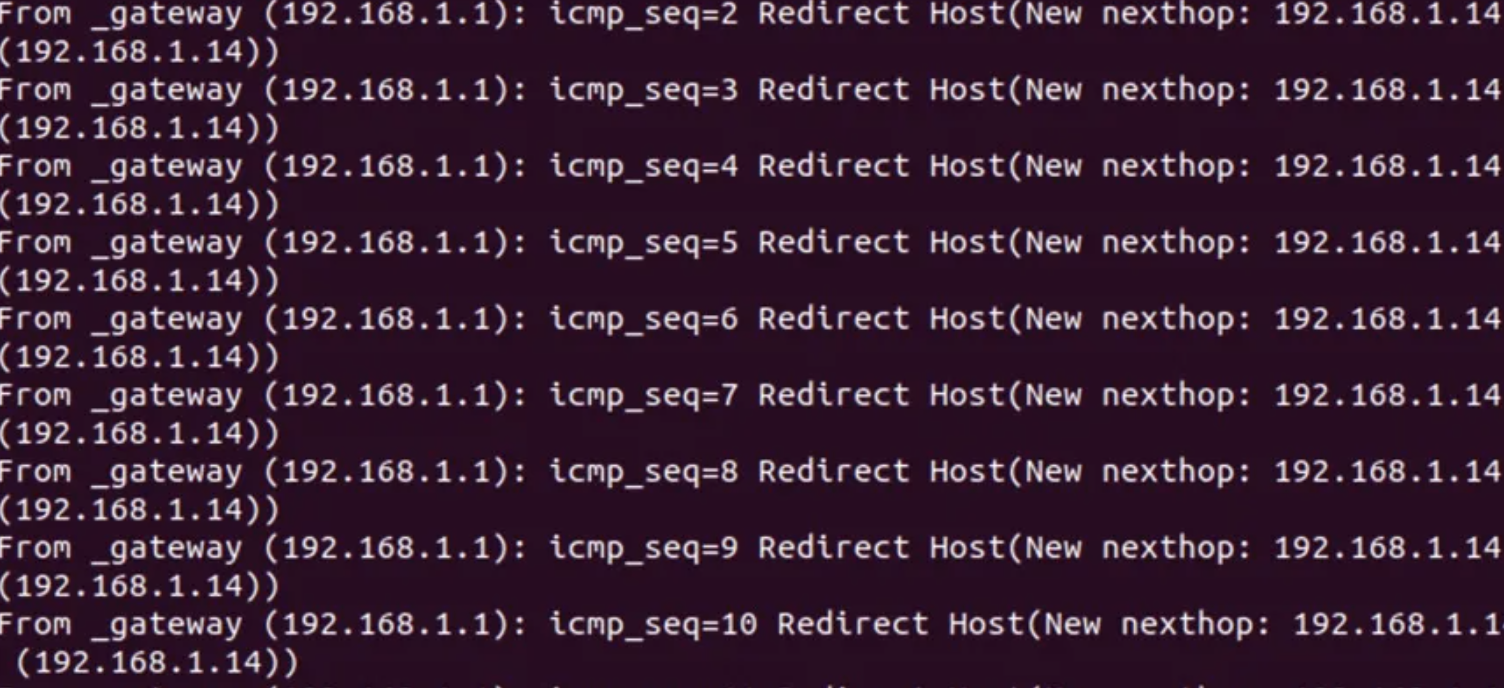 From _gateway (192.168.1.1): icmp_seq=2 Redirect Host(New nexthop: 192.168.1.14
(192.168.1.14))
From _gateway (192.168.1.1): icmp_seq=3 Redirect Host(New nexthop: 192.168.1.14
(192.168.1.14))
From _gateway (192.168.1.1): icmp_seq=4 Redirect Host(New nexthop: 192.168.1.14
(192.168.1.14))
From _gateway (192.168.1.1): icmp_seq=5 Redirect Host(New nexthop: 192.168.1.14
(192.168.1.14))
From _gateway (192.168.1.1): icmp_seq=6 Redirect Host(New nexthop: 192.168.1.14
(192.168.1.14))
From _gateway (192.168.1.1): icmp_seq=7 Redirect Host(New nexthop: 192.168.1.14
(192.168.1.14))
From _gateway (192.168.1.1): icmp_seq=8 Redirect Host(New nexthop: 192.168.1.14
(192.168.1.14))
From _gateway (192.168.1.1): icmp_seq=9 Redirect Host(New nexthop: 192.168.1.14
(192.168.1.14))
From _gateway (192.168.1.1): icmp_seq=10 Redirect Host(New nexthop: 192.168.1.14
(192.168.1.14))